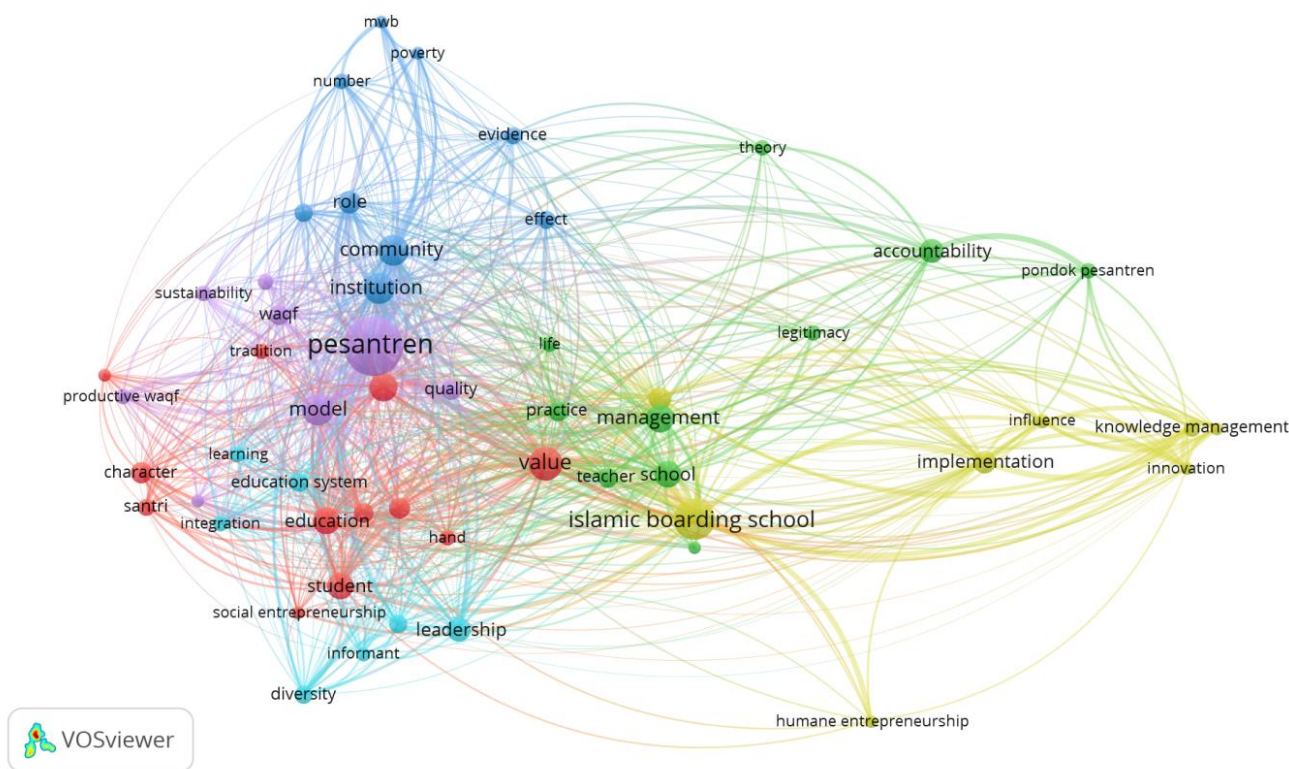 mwb
poverty
number
evidence
theory
role
effect
community
accountability
pondok pesantren
institution
sustainability
waqf
legitimacy
pesantren
life
tradition
quality
productive waqf
model
practice
management
influence
knowledge management
learning
value
implementation
innovation
character
education system
teacher
school
santri
integration
education
islamic boarding school
hand
student
social entrepreneurship
leadership
informant
diversity
humane entrepreneurship
VOSviewer